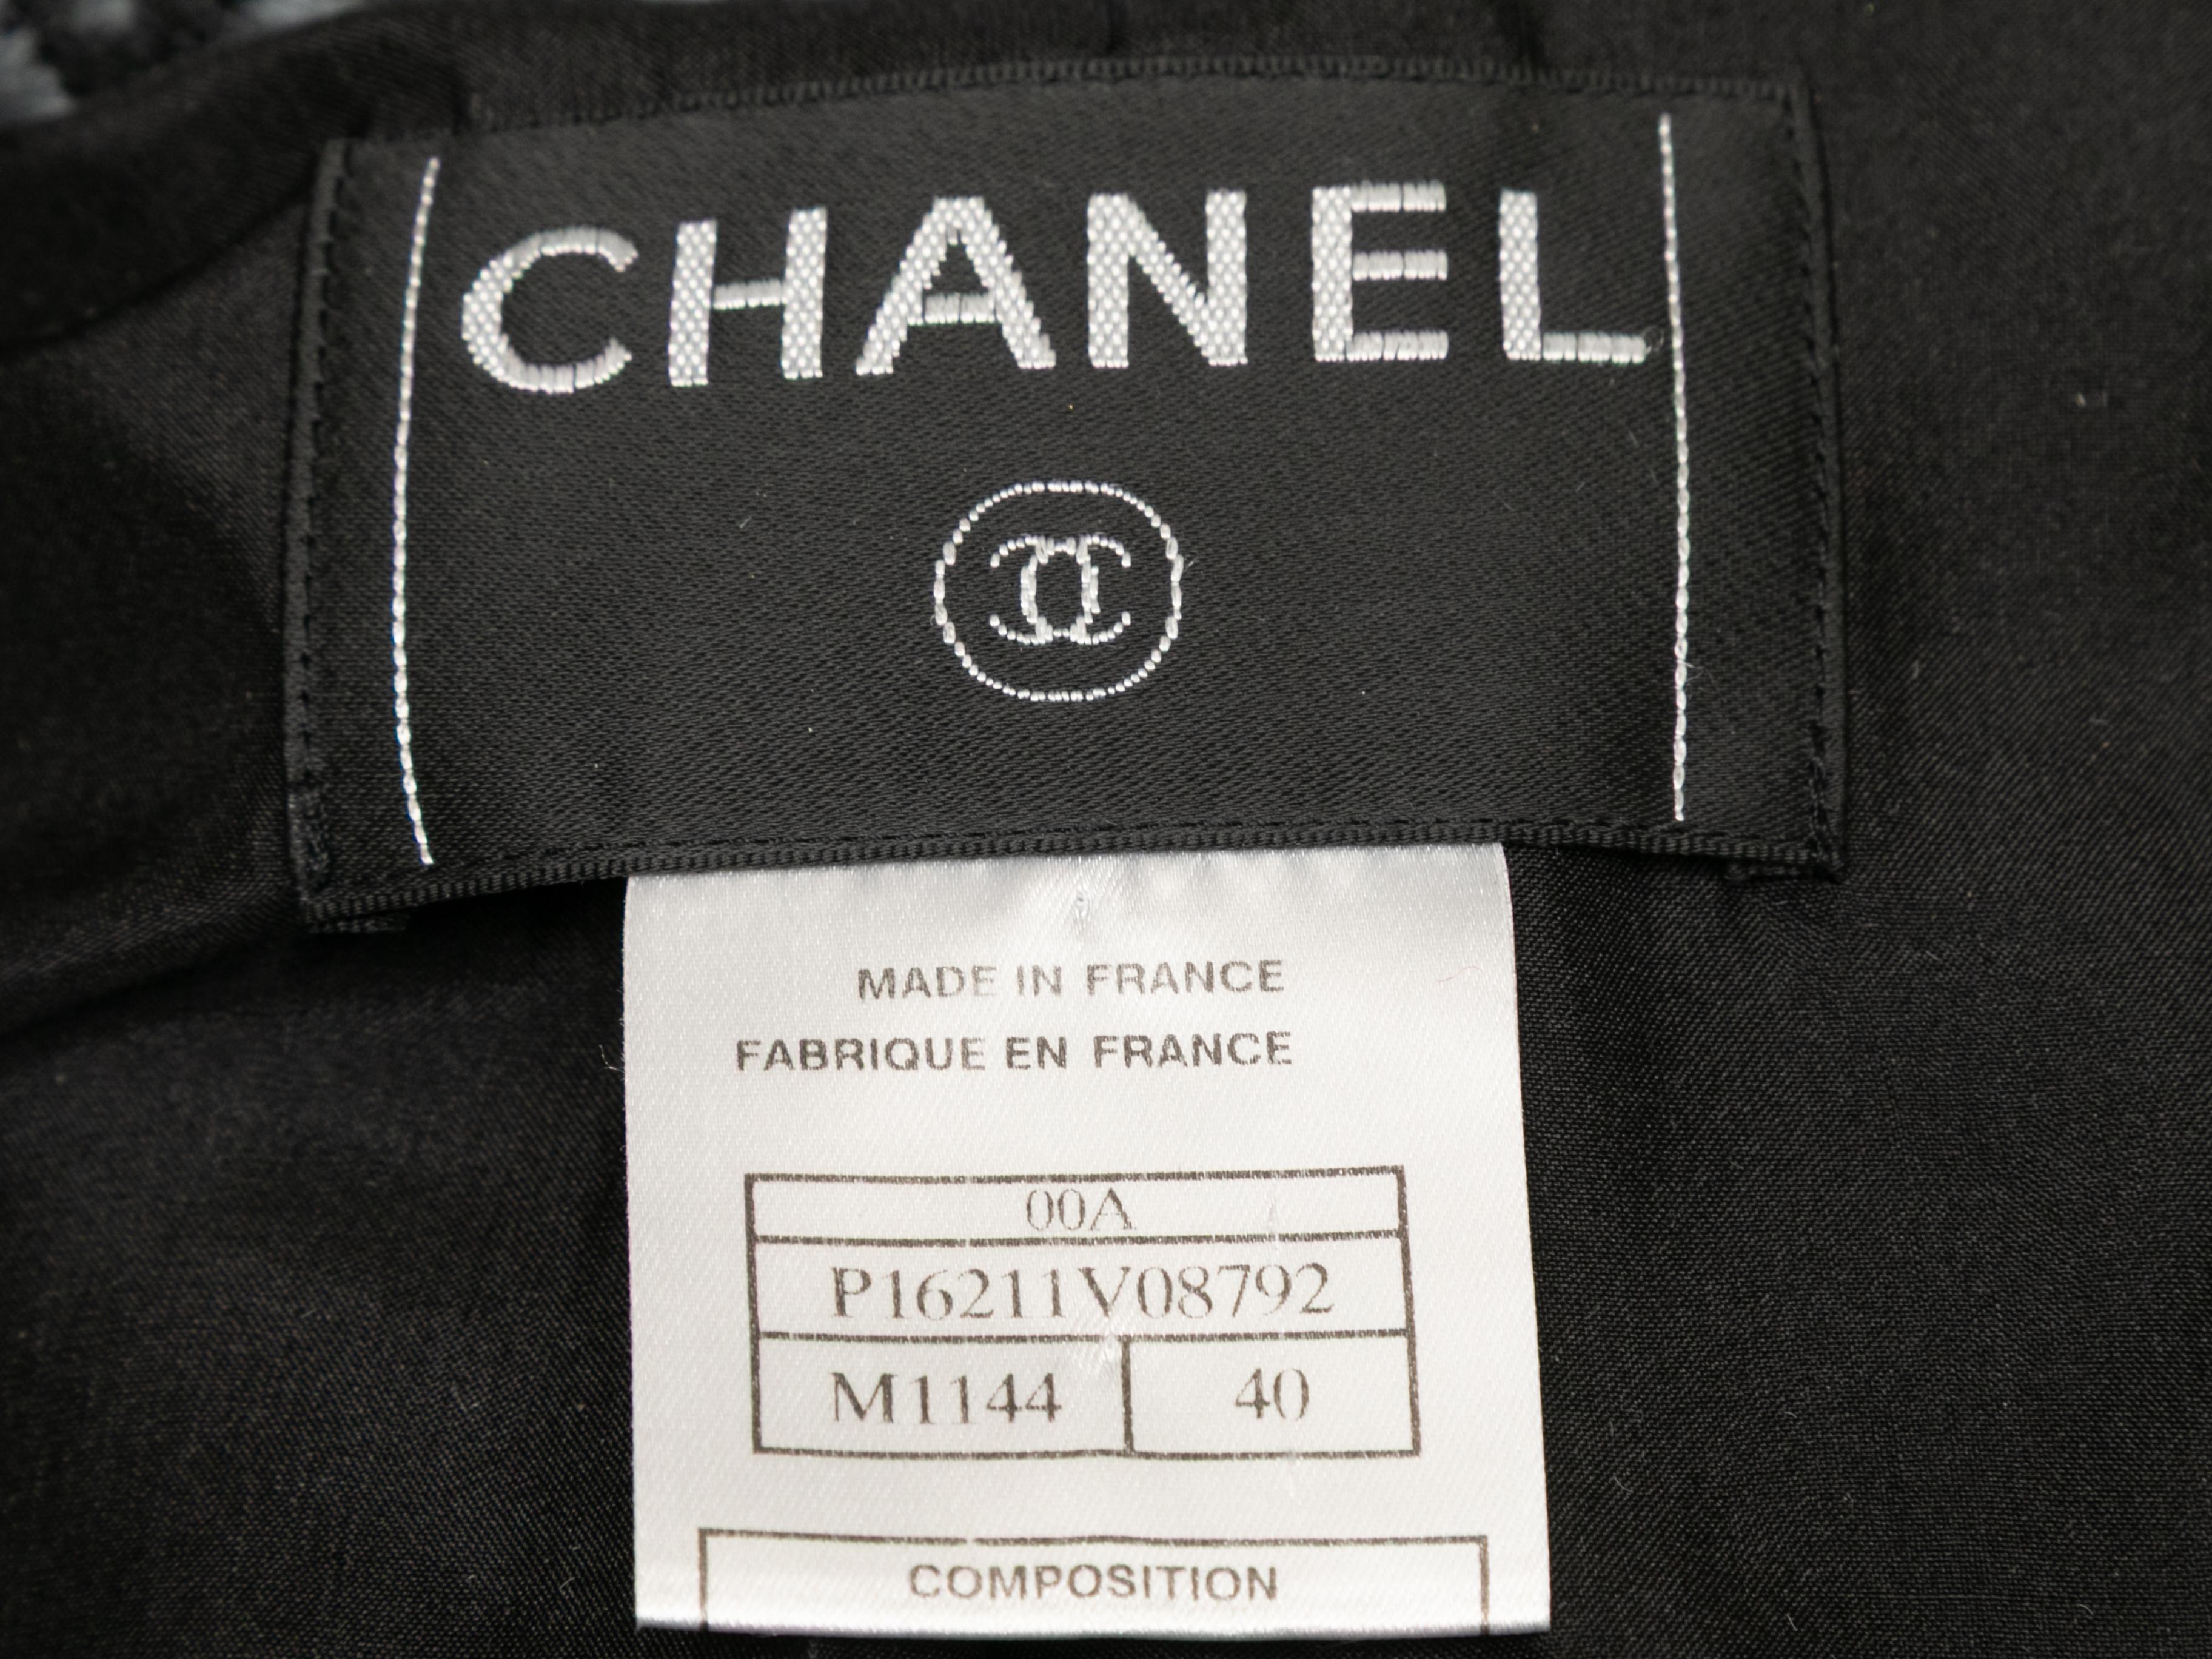 CHANEL
MADE IN FRANCE
FABRIQUE EN FRANCE
00A
P16211V08792
M1144 40
COMPOSITION